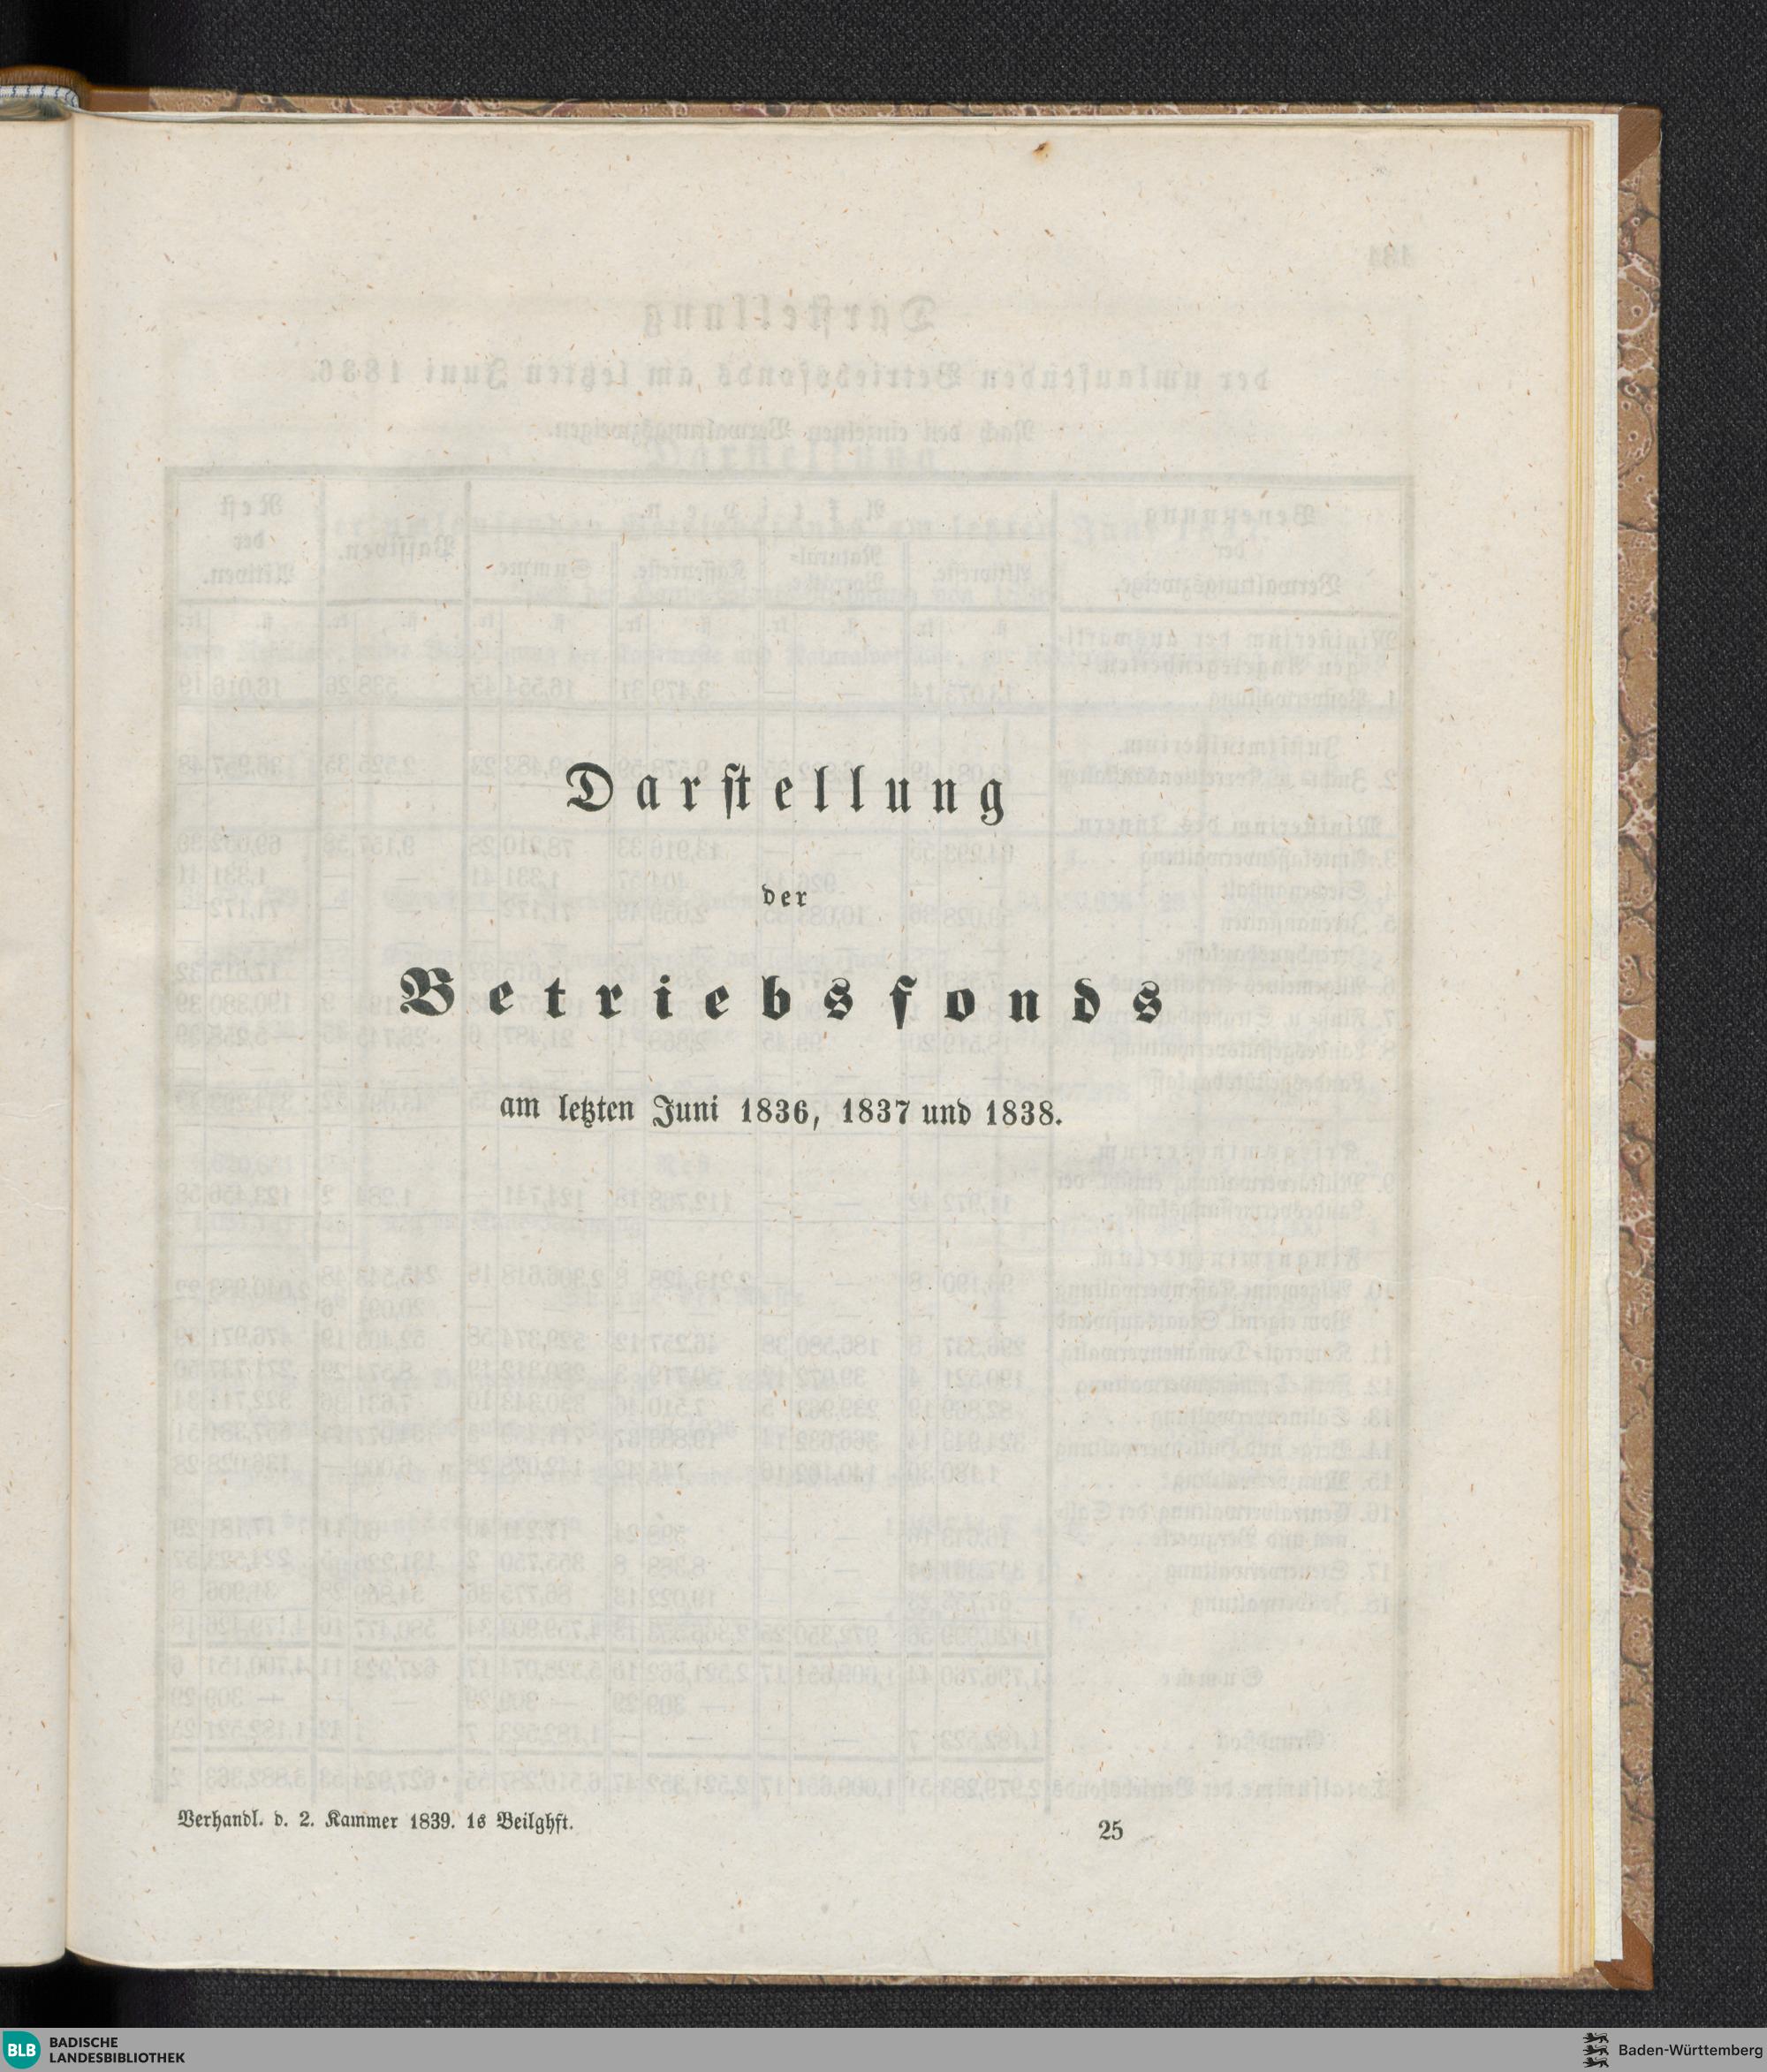 Darstellung
der
Betriebsfonds
am letzten Juni 1836, 1837 und 1838.
Verhandl. d. 2. Kammer 1839. 1s Beilghft.
25
BLB
BADISCHE
LANDESBIBLIOTHEK
Baden-Württemberg